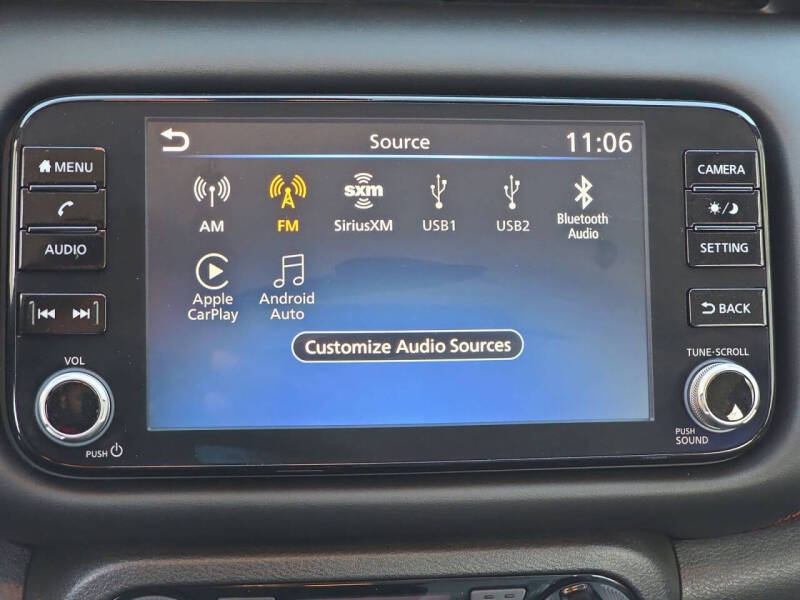 Source
11:06
MENU
AUDIO
VOL
PUSH
AM
FM
sxm
SiriusXM
USB1
USB2
Bluetooth
Audio
Apple
CarPlay
Android
Auto
Customize Audio Sources
CAMERA
SETTING
BACK
TUNE-SCROLL
PUSH
SOUND